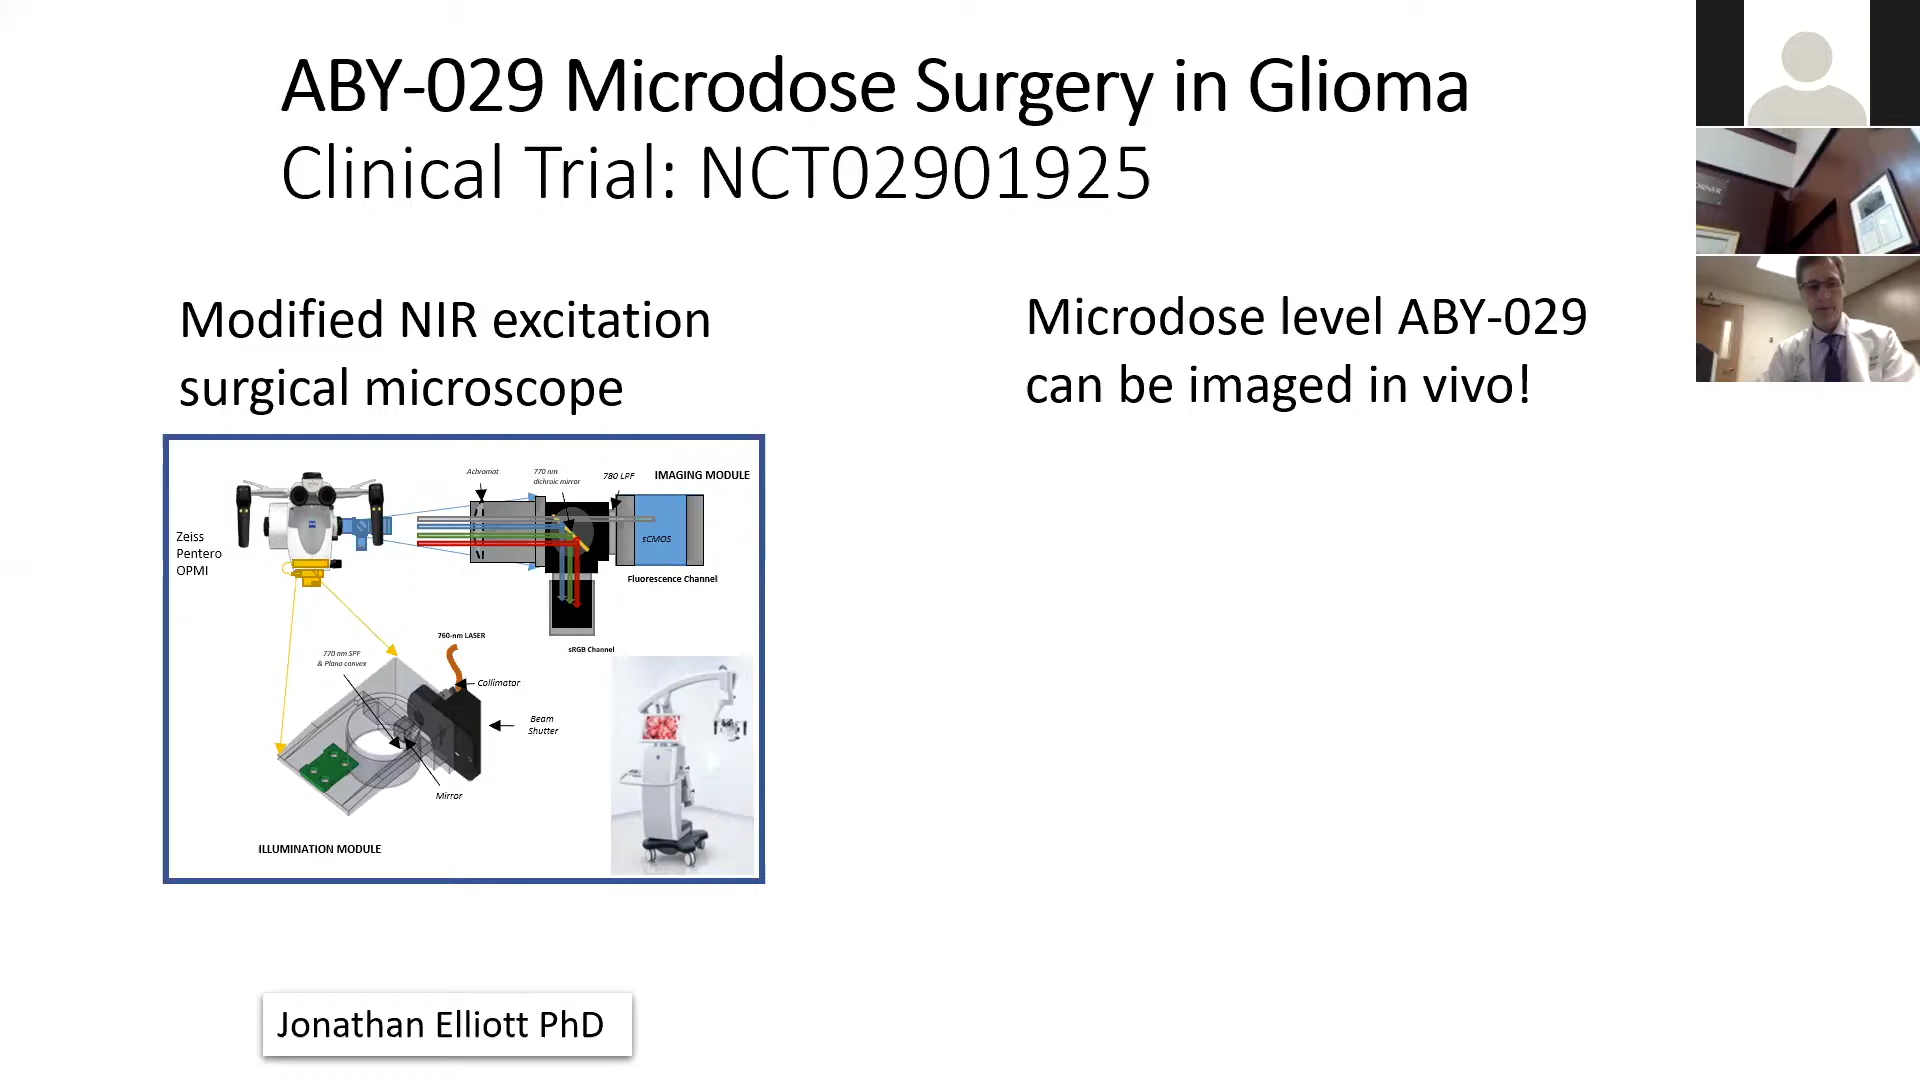 ABY-029 Microdose Surgery in Glioma
Clinical Trial: NCT02901925
Modified NIR excitation
surgical microscope
Microdose level ABY-029
can be imaged in vivo!
Achromat
770 nm
dichroic mirror
780 LPF
IMAGING MODULE
Zeiss
Pentero
OPMI
sCMOS
Fluorescence Channel
760-nm LASER
sRGB Channel
770 nm SPF
& Plano convex
Collimator
Beam
Shutter
Mirror
ILLUMINATION MODULE
Jonathan Elliott PhD